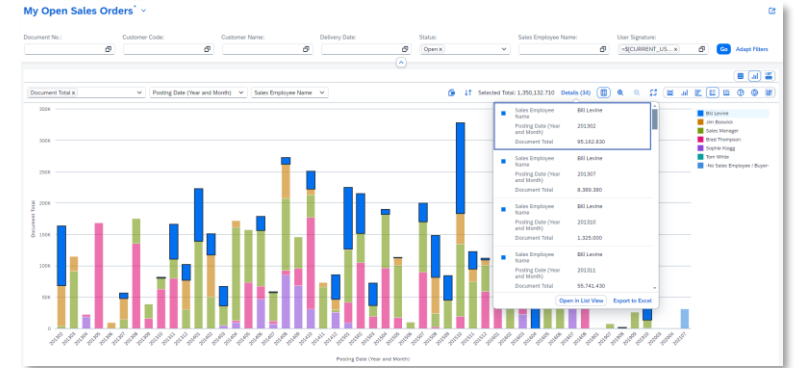 My Open Sales Orders*
Document No.:
Customer Code:
Customer Name:
Delivery Date:
Status:
Sales Employee Name:
User Signature:
Open x
=$[CURRENT_US... x
Go
Adapt Filters
Document Total x
Posting Date (Year and Month)
Sales Employee Name
Selected Total: 1,350,132.710
Details (34)
Document Total
350K
300K
250K
200K
150K
100K
50K
0
Posting Date (Year and Month)
Sales Employee Name
Bill Levine
Posting Date (Year and Month)
201302
Document Total
95,162.830
Sales Employee Name
Bill Levine
Posting Date (Year and Month)
201307
Document Total
8,389.380
Sales Employee Name
Bill Levine
Posting Date (Year and Month)
201310
Document Total
1,325.000
Sales Employee Name
Bill Levine
Posting Date (Year and Month)
201311
Document Total
55,741.430
Open in List View
Export to Excel
Bill Levine
Jim Boswick
Sales Manager
Brad Thompson
Sophie Klogg
Tom White
-No Sales Employee / Buyer-